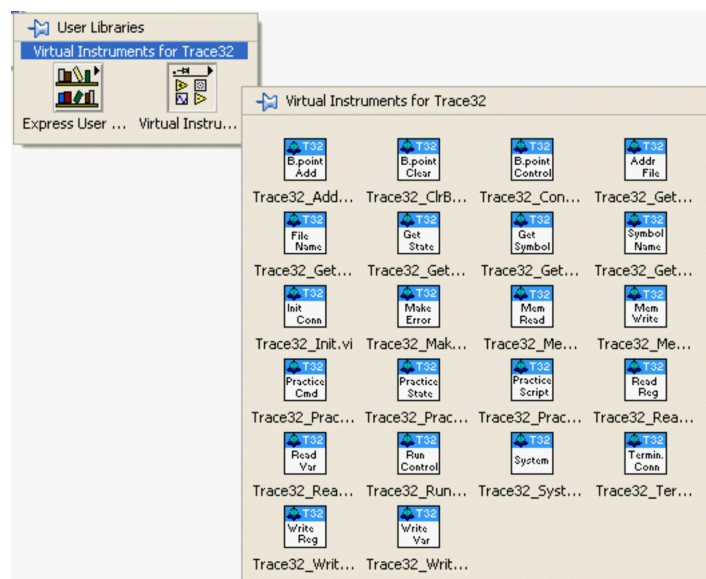 User Libraries
Virtual Instruments for Trace32
Express User ... Virtual Instru...
Virtual Instruments for Trace32
T32 T32 T32 T32
B.point B.point B.point Addr
Add Clear Control File
Trace32_Add... Trace32_ClrB... Trace32_Con... Trace32_Get...
T32 T32 T32 T32
File Get Get Symbol
Name State Symbol Name
Trace32_Get... Trace32_Get... Trace32_Get... Trace32_Get...
T32 T32 T32 T32
Init Make Mem Mem
Conn Error Read Write
Trace32_Init.vi Trace32_Mak... Trace32_Me... Trace32_Me...
T32 T32 T32 T32
Practice Practice Practice Read
Cmd State Script Reg
Trace32_Prac... Trace32_Prac... Trace32_Prac... Trace32_Rea...
T32 T32 T32 T32
Read Run System Termin.
Var Control Conn
Trace32_Rea... Trace32_Run... Trace32_Syst... Trace32_Ter...
T32 T32
Write Write
Reg Var
Trace32_Writ... Trace32_Writ...